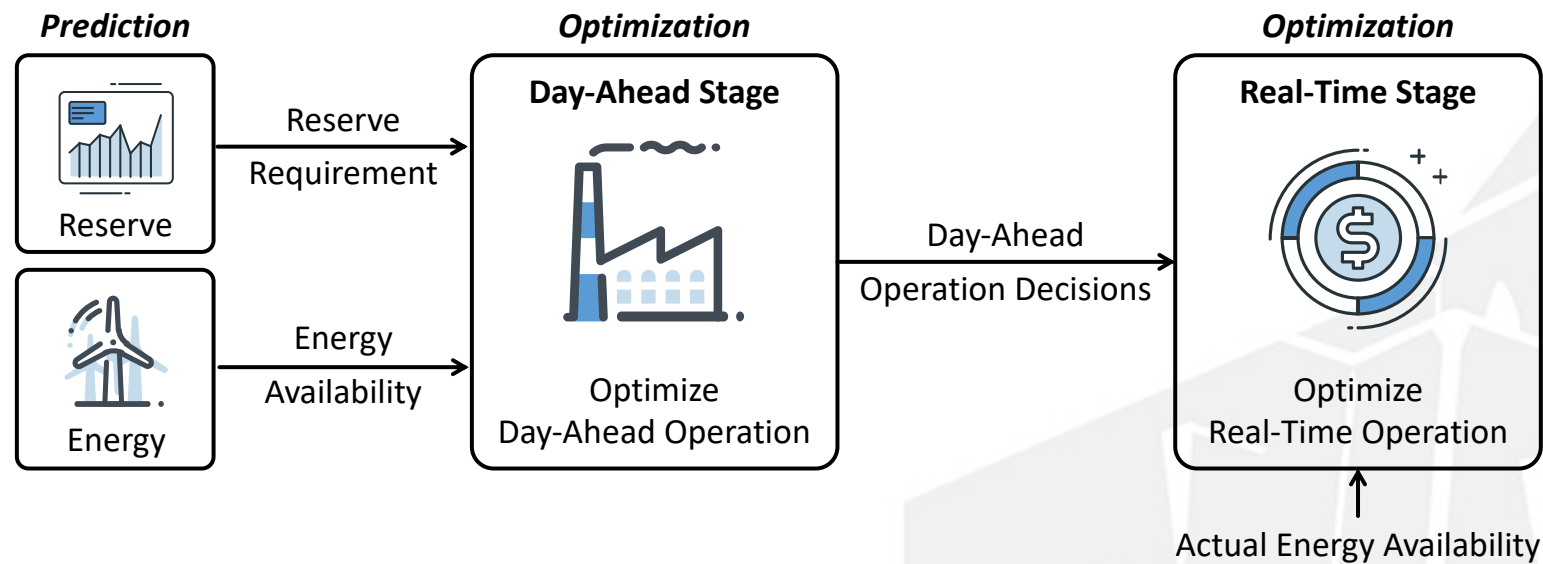 Prediction
Reserve
Energy
Reserve
Requirement
Energy
Availability
Optimization
Day-Ahead Stage
Optimize
Day-Ahead Operation
Day-Ahead
Operation Decisions
Optimization
Real-Time Stage
$
Optimize
Real-Time Operation
Actual Energy Availability